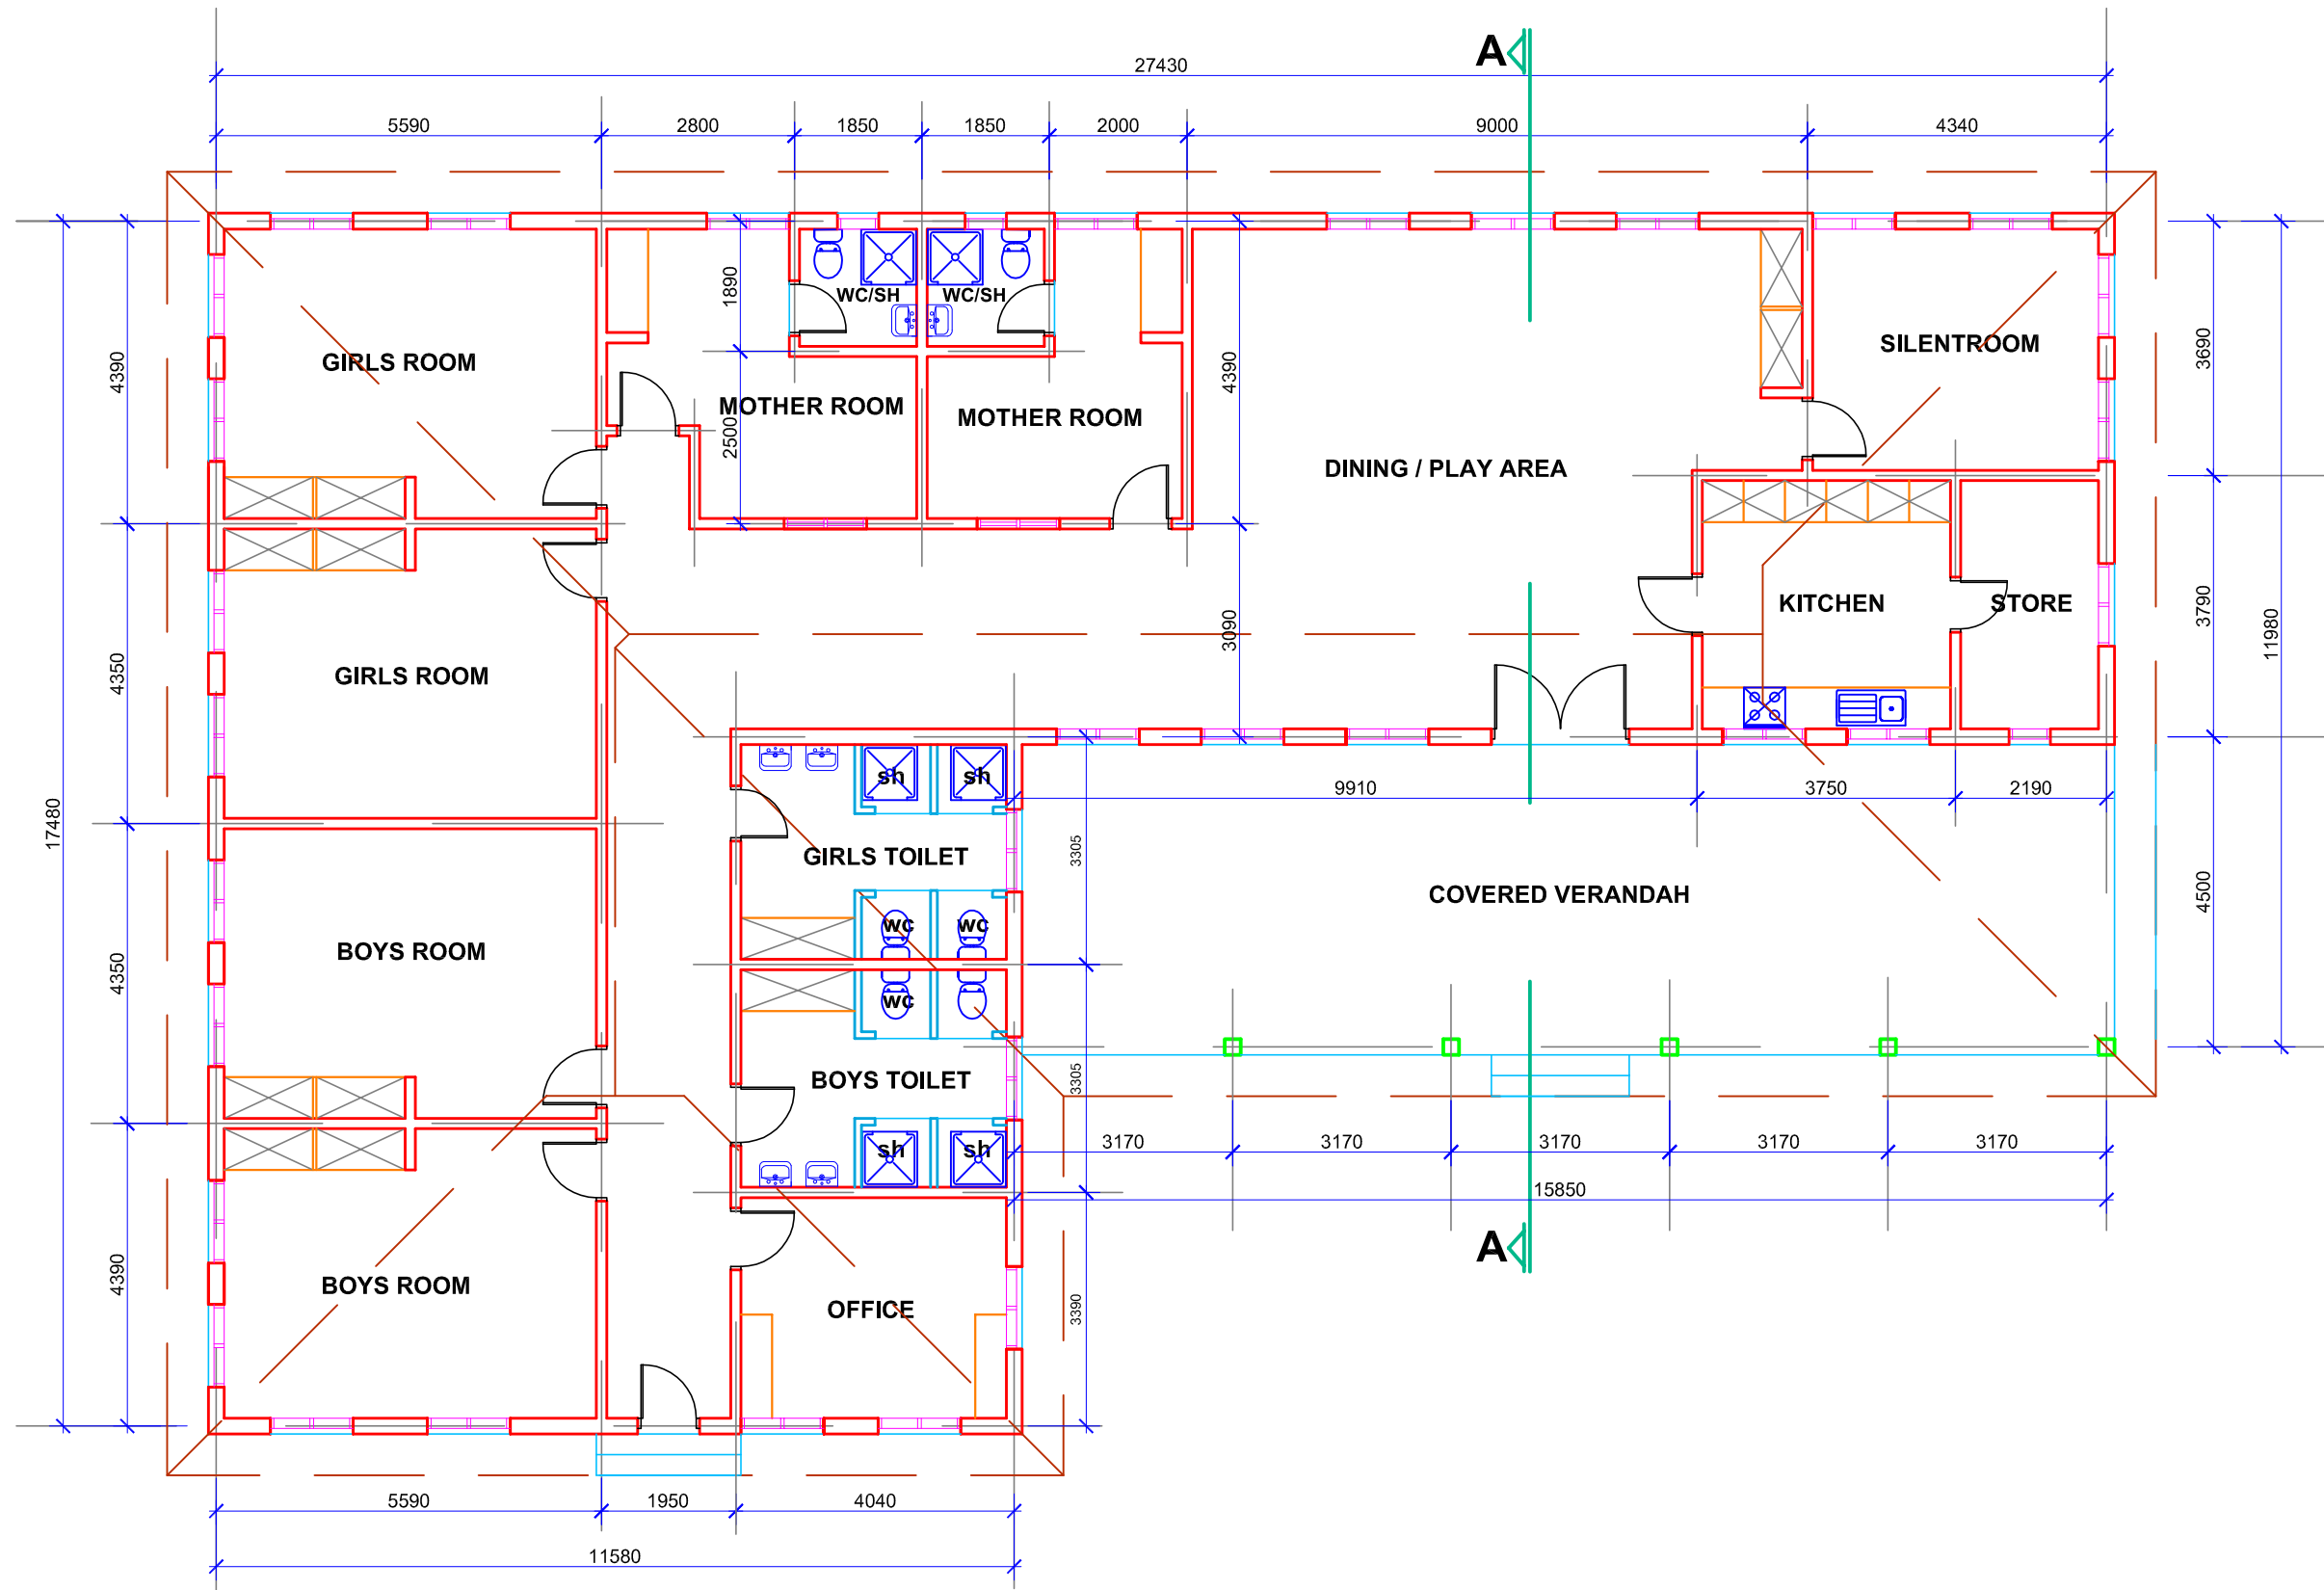 A
27430
5590 2800 1850 1850 2000 9000 4340
1890
WC/SH WC/SH
4390
GIRLS ROOM
MOTHER ROOM
MOTHER ROOM
2500
4390
SILENTROOM
3690
DINING / PLAY AREA
11980
3790
KITCHEN
STORE
3090
4350
GIRLS ROOM
sh sh
9910 3750 2190
17480
3305
GIRLS TOILET
COVERED VERANDAH
4500
wc wc
4350
BOYS ROOM
wc
BOYS TOILET
3305
sh sh
3170 3170 3170 3170 3170
15850
A
4390
BOYS ROOM
OFFICE
3390
5590 1950 4040
11580